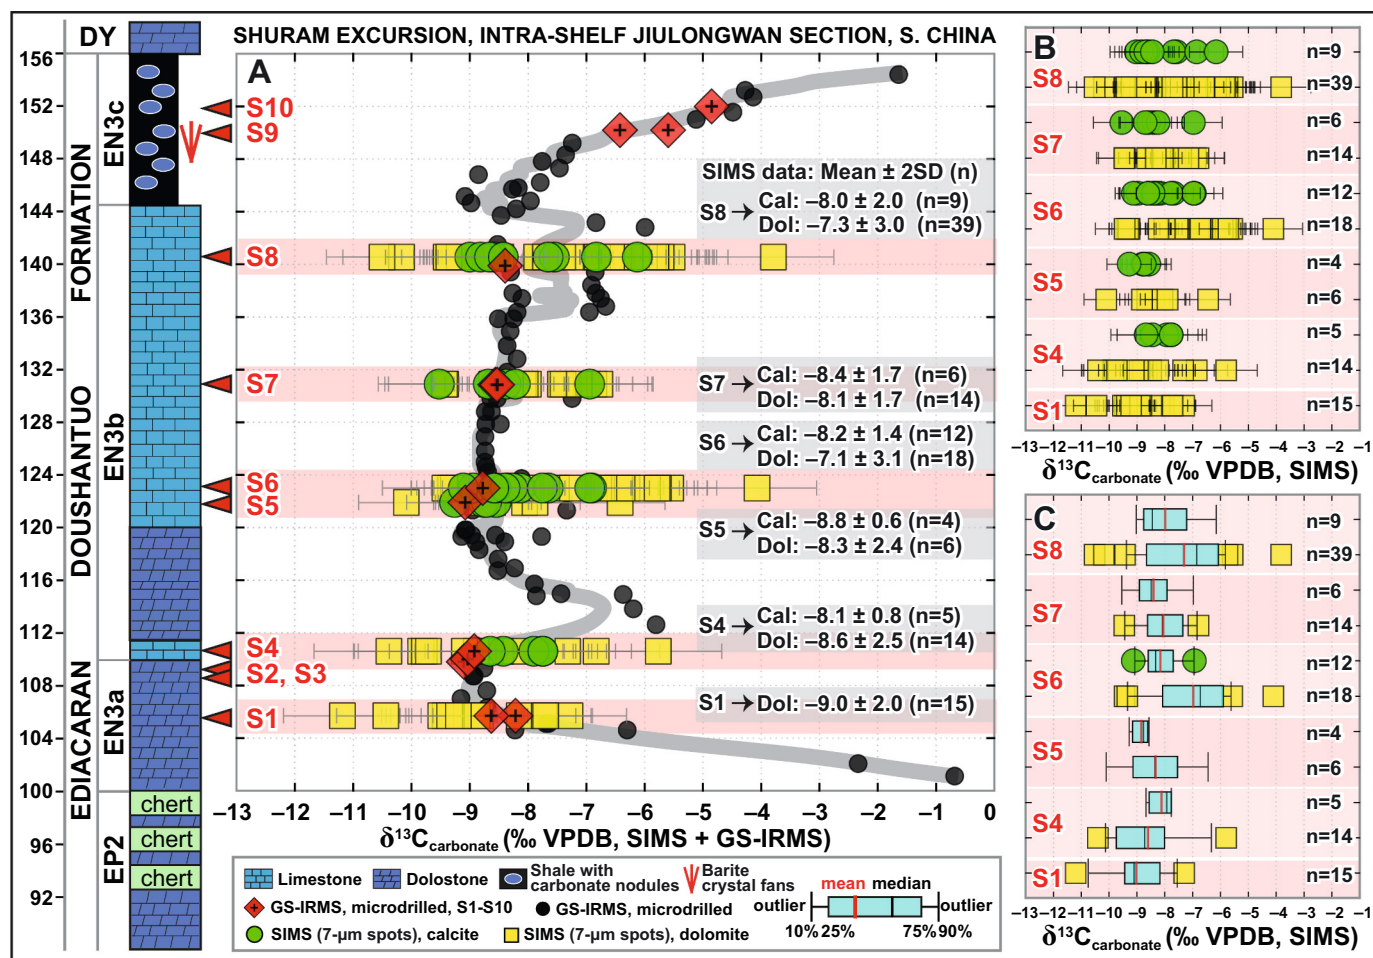 DY
SHURAM EXCURSION, INTRA-SHELF JIULONGWAN SECTION, S. CHINA
A
156
152
148
144
140
136
132
128
124
120
116
112
108
104
100
96
92
FORMATION
DOUSHANTUO
EDIACARAN
EN3c
EN3b
EN3a
EP2
chert
chert
chert
S10
S9
S8
S7
S6
S5
S4
S2, S3
S1
SIMS data: Mean ± 2SD (n)
S8 → Cal: –8.0 ± 2.0 (n=9)
Dol: –7.3 ± 3.0 (n=39)
S7 → Cal: –8.4 ± 1.7 (n=6)
Dol: –8.1 ± 1.7 (n=14)
S6 → Cal: –8.2 ± 1.4 (n=12)
Dol: –7.1 ± 3.1 (n=18)
S5 → Cal: –8.8 ± 0.6 (n=4)
Dol: –8.3 ± 2.4 (n=6)
S4 → Cal: –8.1 ± 0.8 (n=5)
Dol: –8.6 ± 2.5 (n=14)
S1 → Dol: –9.0 ± 2.0 (n=15)
–13 –12 –11 –10 –9 –8 –7 –6 –5 –4 –3 –2 –1 0
δ13Ccarbonate (‰ VPDB, SIMS + GS-IRMS)
Limestone
Dolostone
Shale with
carbonate nodules
Barite
crystal fans
GS-IRMS, microdrilled, S1-S10
GS-IRMS, microdrilled
SIMS (7-µm spots), calcite
SIMS (7-µm spots), dolomite
mean median
outlier outlier
10% 25% 75% 90%
B
S8
n=9
n=39
S7
n=6
n=14
S6
n=12
n=18
S5
n=4
n=6
S4
n=5
n=14
S1
n=15
–13–12–11 –10 –9 –8 –7 –6 –5 –4 –3 –2 –1
δ13Ccarbonate (‰ VPDB, SIMS)
C
S8
n=9
n=39
S7
n=6
n=14
S6
n=12
n=18
S5
n=4
n=6
S4
n=5
n=14
S1
n=15
–13–12–11 –10 –9 –8 –7 –6 –5 –4 –3 –2 –1
δ13Ccarbonate (‰ VPDB, SIMS)